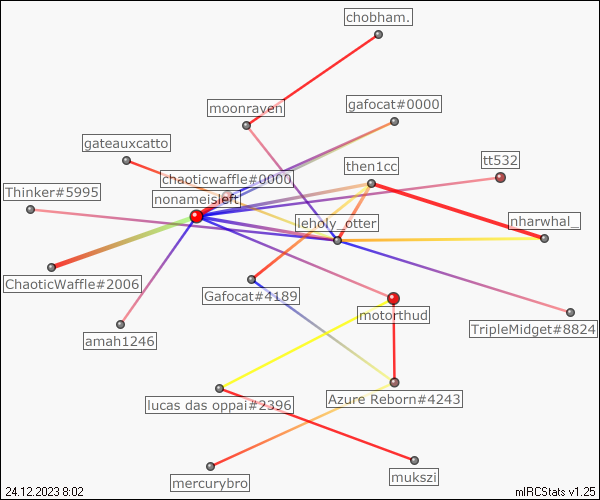 chobham.
moonraven
gafocat#0000
gateauxcatto
then1cc
tt532
chaoticwaffle#0000
Thinker#5995
nonameisleft
leholy_otter
nharwhal_
ChaoticWaffle#2006
Gafocat#4189
motorthud
TripleMidget#8824
amah1246
lucas das oppai#2396
Azure Reborn#4243
mercurybro
mukszi
24.12.2023 8:02
mIRCStats v1.25